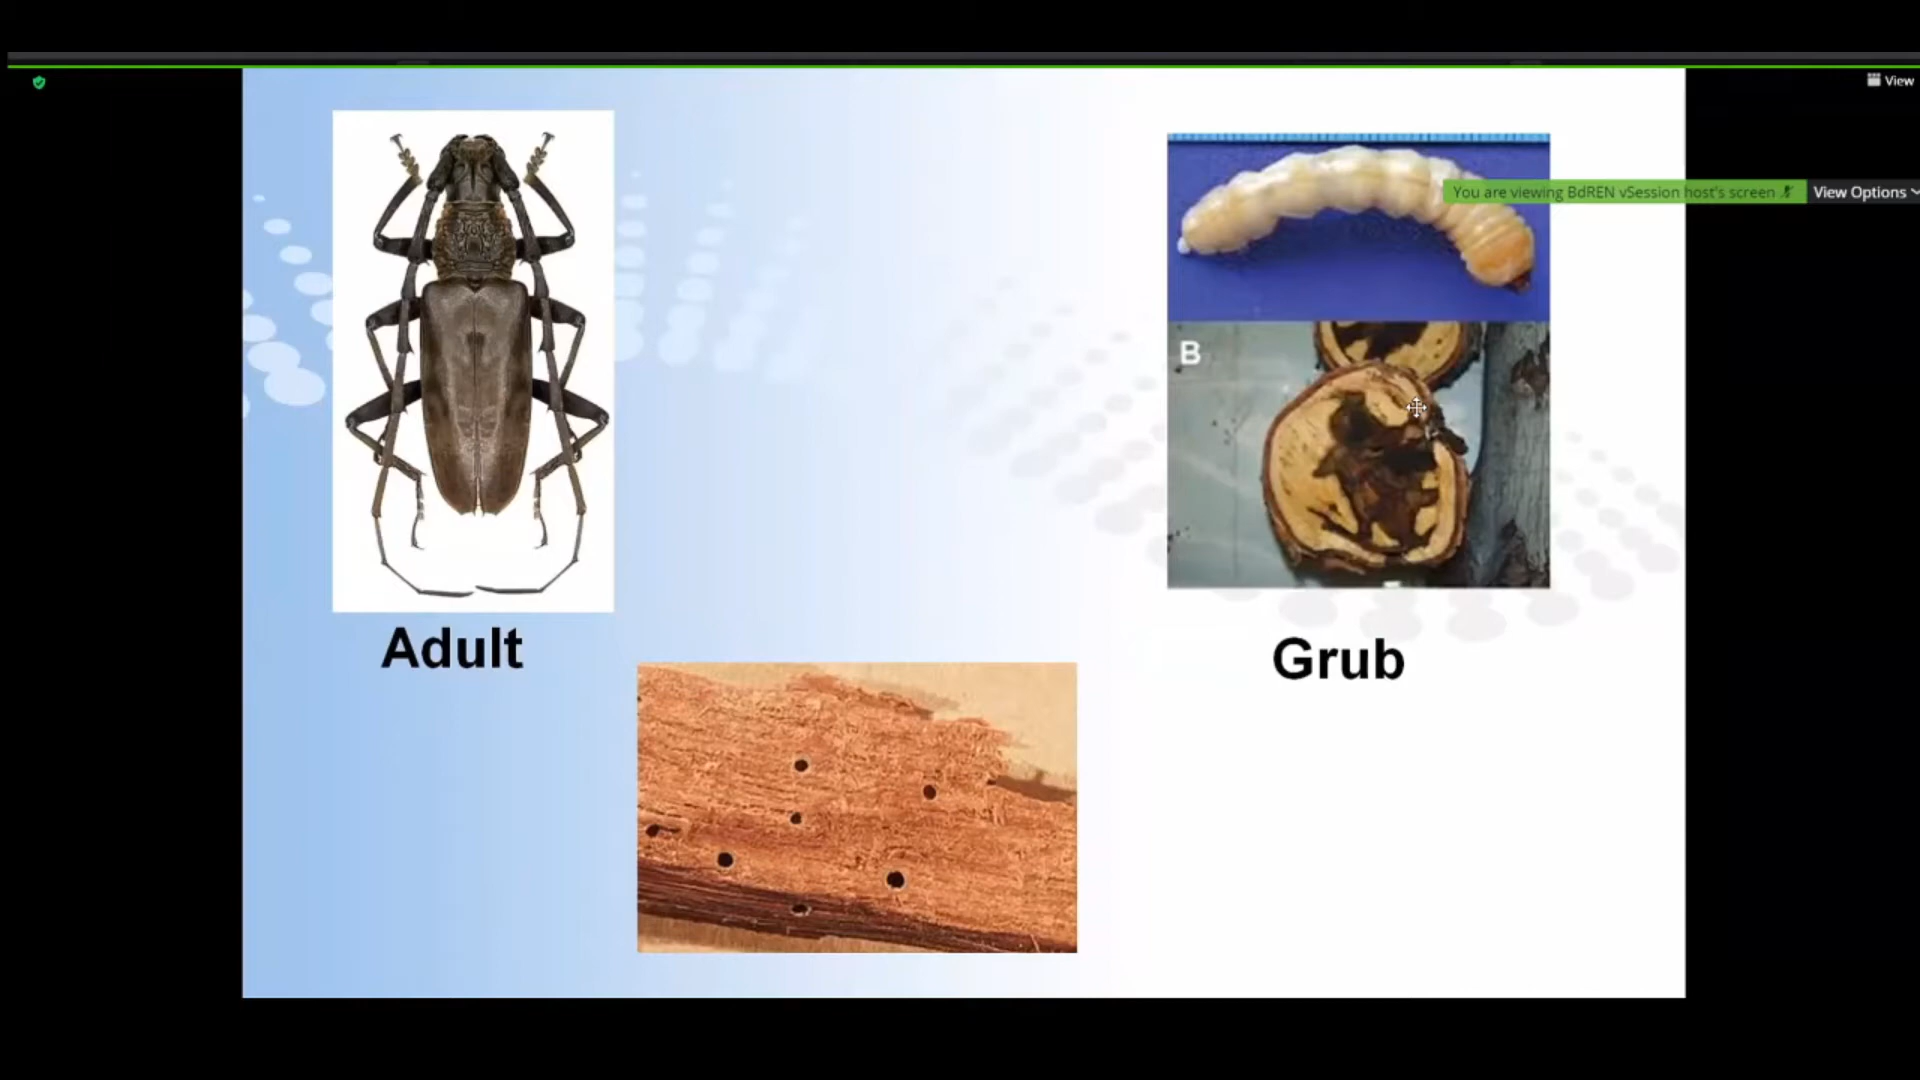 View
You are viewing BdREN vSession host's screen
View Options
B
Adult
Grub